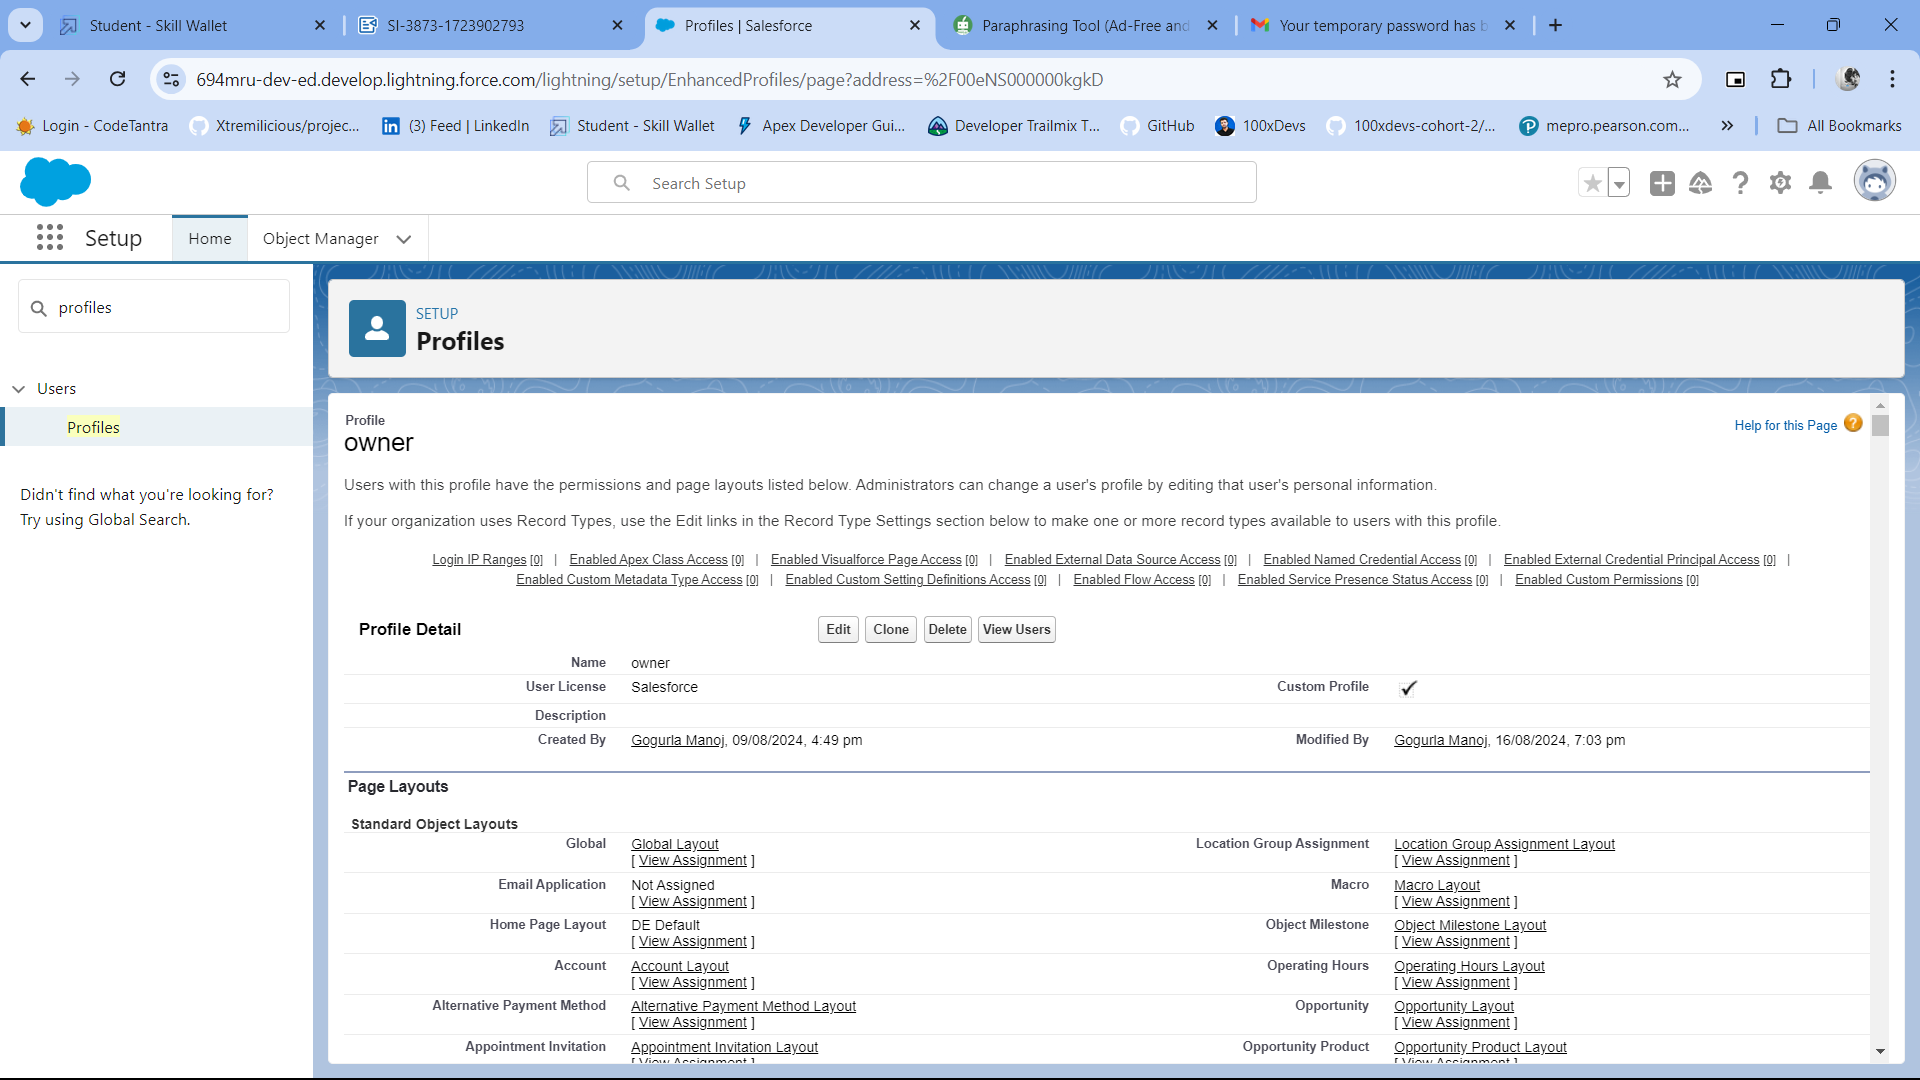 Student - Skill Wallet
SI-3873-1723902793
Profiles | Salesforce
Paraphrasing Tool (Ad-Free and
Your temporary password has b
694mru-dev-ed.develop.lightning.force.com/lightning/setup/EnhancedProfiles/page?address=%2F00eNS000000kgkD
Login - CodeTantra
Xtremilicious/projec...
(3) Feed | LinkedIn
Student - Skill Wallet
Apex Developer Gui...
Developer Trailmix T...
GitHub
100xDevs
100xdevs-cohort-2/...
mepro.pearson.com...
All Bookmarks
Search Setup
Setup
Home
Object Manager
profiles
Users
Profiles
Didn't find what you're looking for?
Try using Global Search.
SETUP
Profiles
Profile
owner
Help for this Page
Users with this profile have the permissions and page layouts listed below. Administrators can change a user's profile by editing that user's personal information.
If your organization uses Record Types, use the Edit links in the Record Type Settings section below to make one or more record types available to users with this profile.
Login IP Ranges [0] | Enabled Apex Class Access [0] | Enabled Visualforce Page Access [0] | Enabled External Data Source Access [0] | Enabled Named Credential Access [0] | Enabled External Credential Principal Access [0] |
Enabled Custom Metadata Type Access [0] | Enabled Custom Setting Definitions Access [0] | Enabled Flow Access [0] | Enabled Service Presence Status Access [0] | Enabled Custom Permissions [0]
Profile Detail
Edit Clone Delete View Users
Name owner
User License Salesforce Custom Profile
Description
Created By Gogurla Manoj, 09/08/2024, 4:49 pm Modified By Gogurla Manoj, 16/08/2024, 7:03 pm
Page Layouts
Standard Object Layouts
Global Global Layout Location Group Assignment Location Group Assignment Layout
[ View Assignment ] [ View Assignment ]
Email Application Not Assigned Macro Macro Layout
[ View Assignment ] [ View Assignment ]
Home Page Layout DE Default Object Milestone Object Milestone Layout
[ View Assignment ] [ View Assignment ]
Account Account Layout Operating Hours Operating Hours Layout
[ View Assignment ] [ View Assignment ]
Alternative Payment Method Alternative Payment Method Layout Opportunity Opportunity Layout
[ View Assignment ] [ View Assignment ]
Appointment Invitation Appointment Invitation Layout Opportunity Product Opportunity Product Layout
[ View Assignment ] [ View Assignment ]